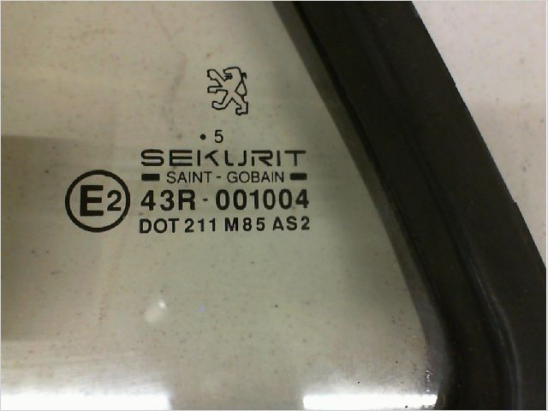 • 5
SEKURIT
SAINT - GOBAIN
E2
43R - 001004
DOT 211 M85 AS2